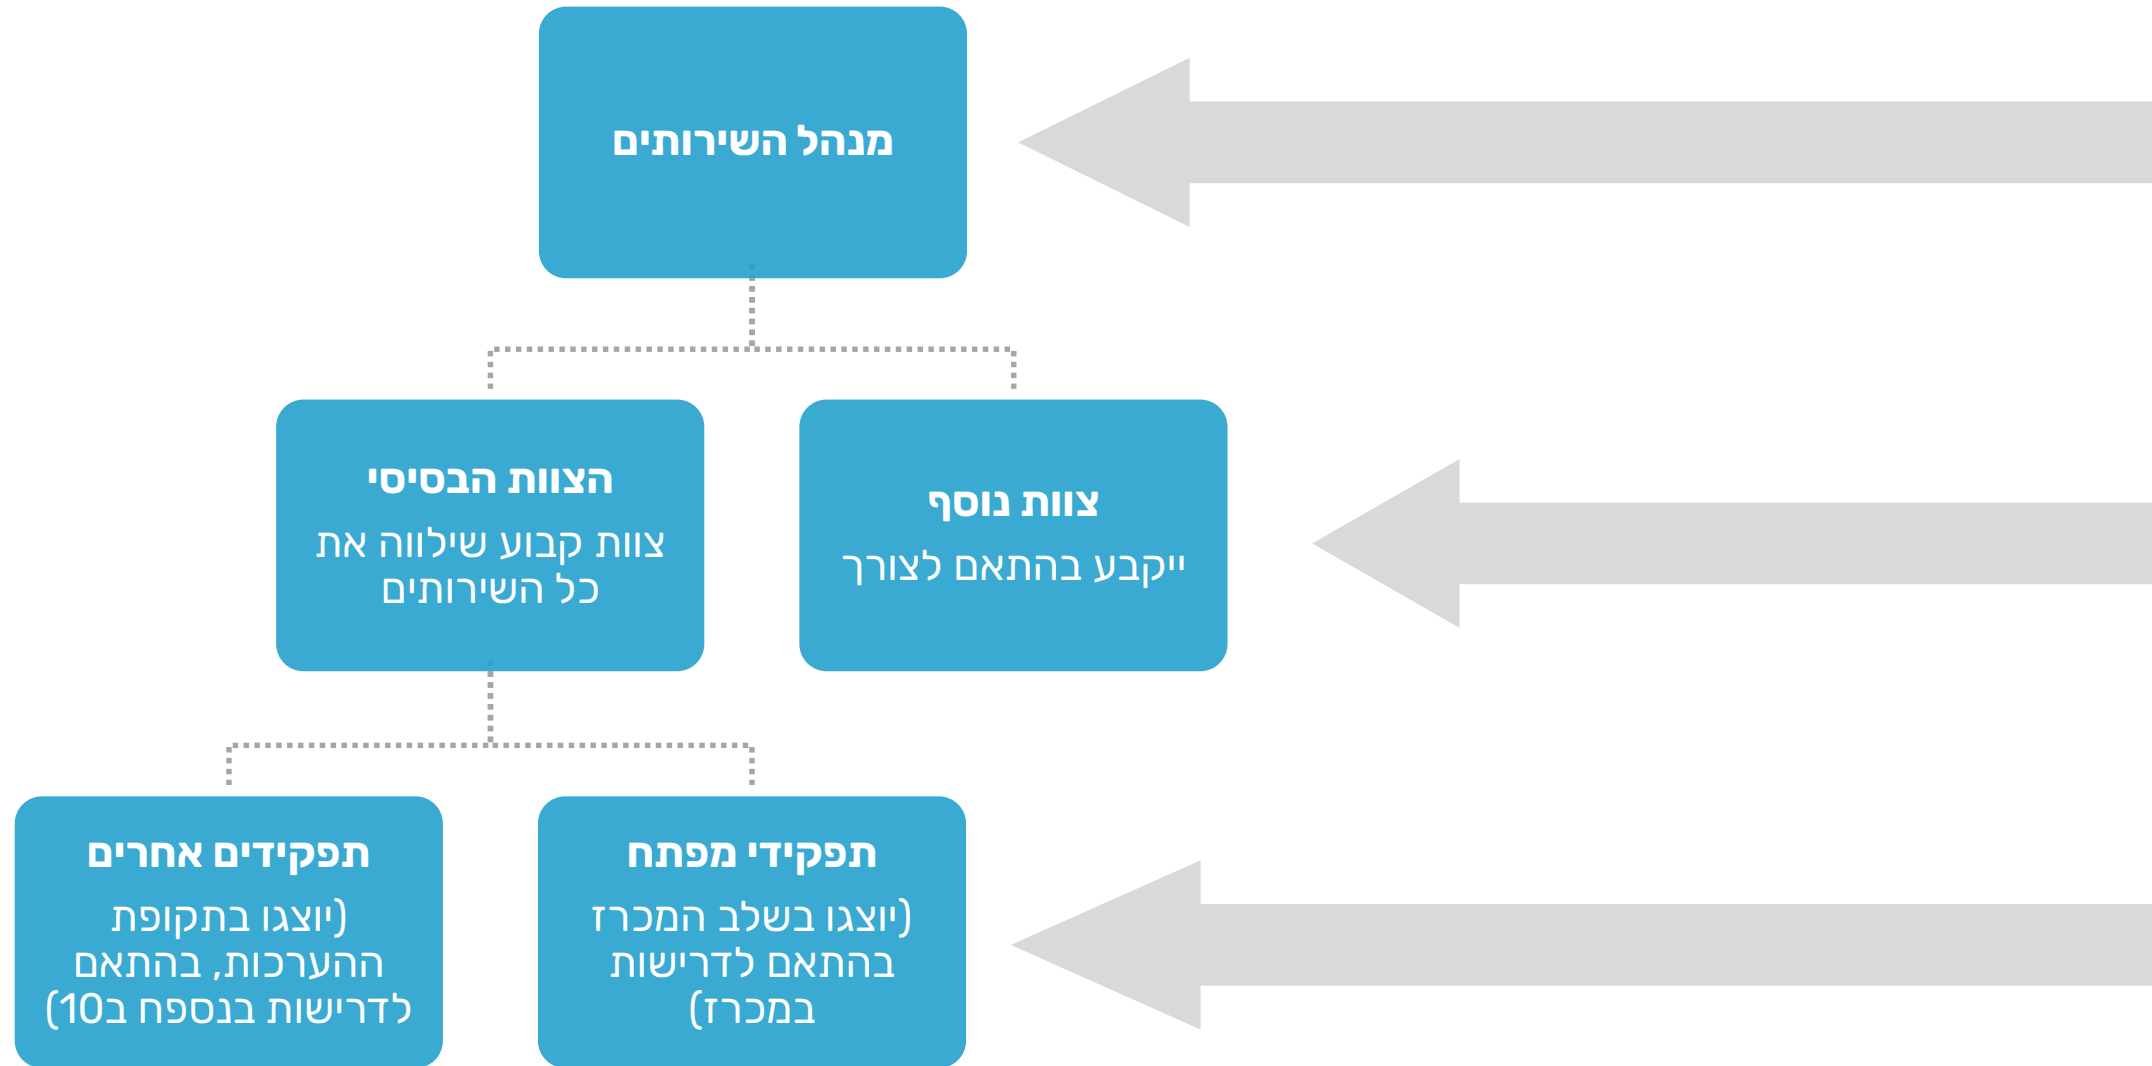 מנהל השירותים
צוות נוסף
ייקבע בהתאם לצורך
הצוות הבסיסי
צוות קבוע שילווה את
כל השירותים
תפקידי מפתח
(יוצגו בשלב המכרז
בהתאם לדרישות
במכרז)
תפקידים אחרים
(יוצגו בתקופת
ההערכות, בהתאם
לדרישות בנספח ב10)